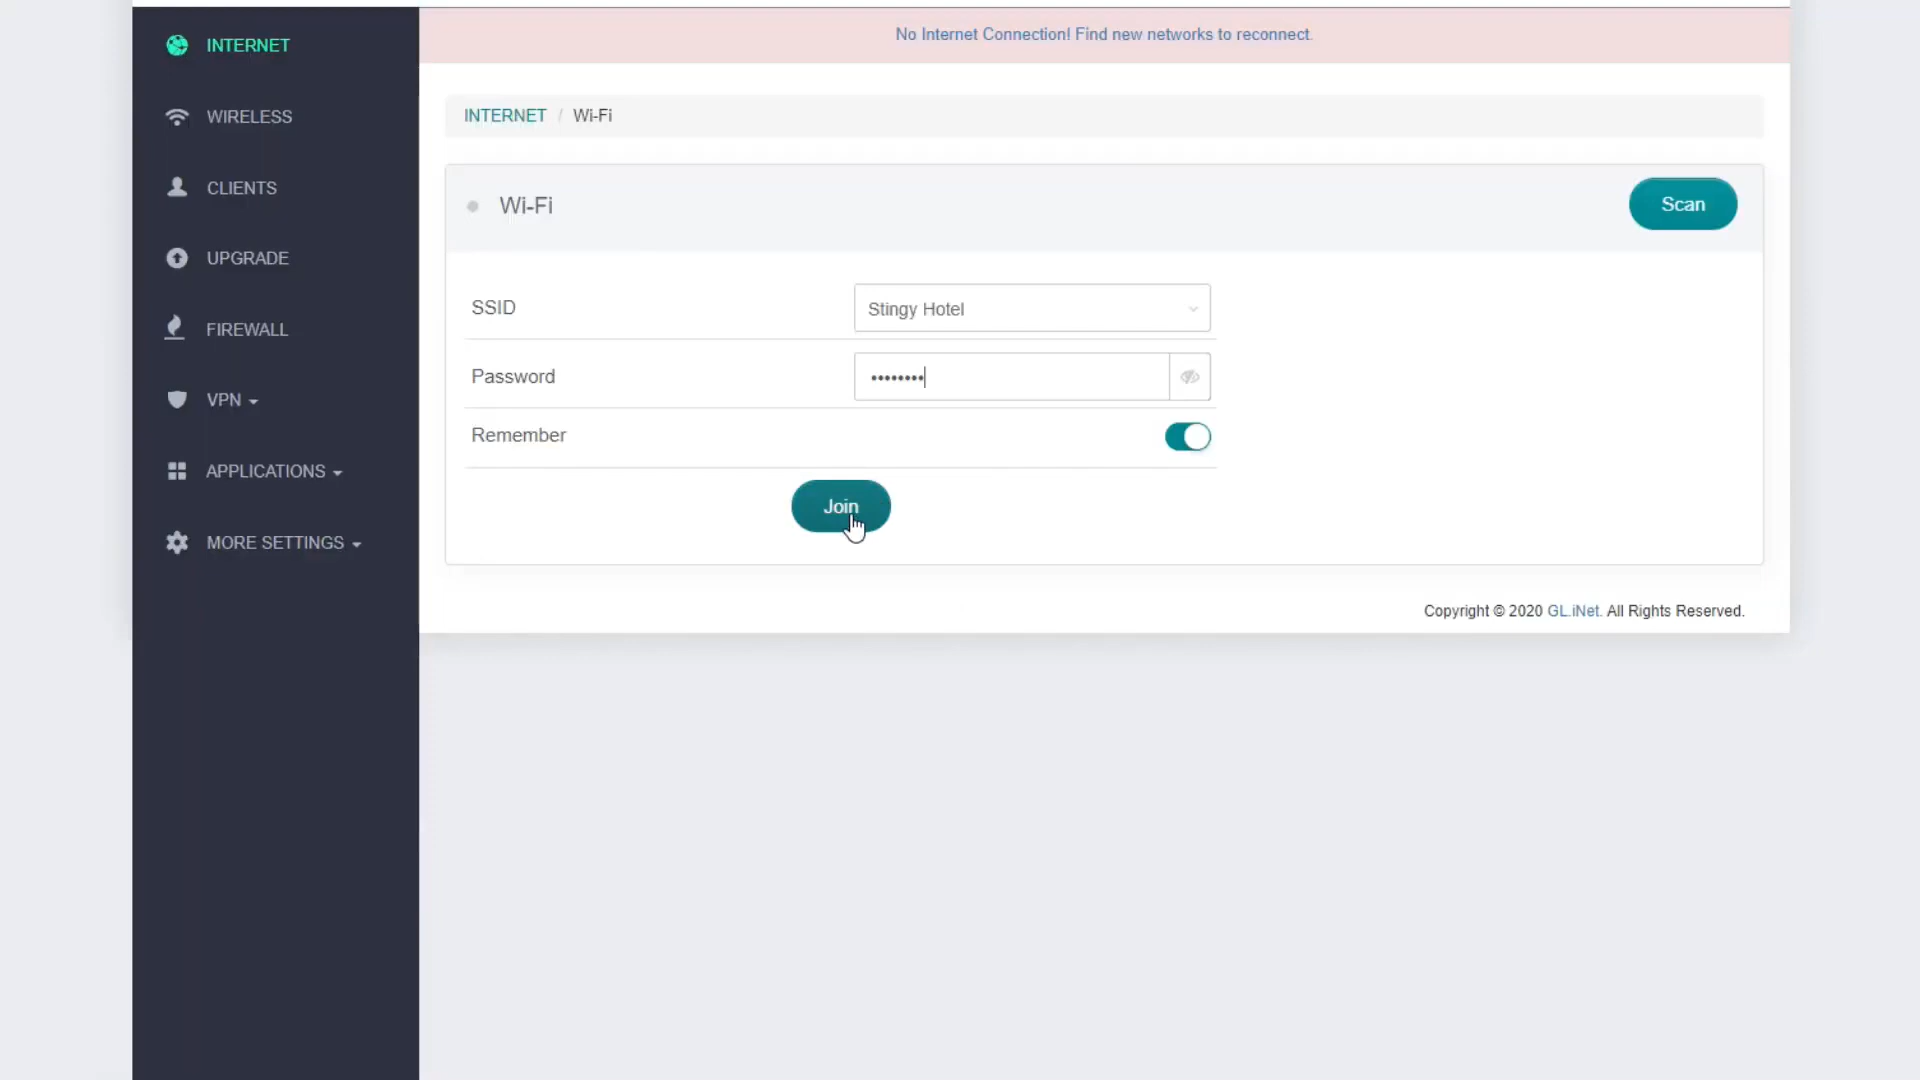 INTERNET
No Internet Connection! Find new networks to reconnect.
WIRELESS
INTERNET / Wi-Fi
CLIENTS
Wi-Fi
Scan
UPGRADE
SSID
Stingy Hotel
FIREWALL
Password
••••••••
VPN
Remember
APPLICATIONS
Join
MORE SETTINGS
Copyright © 2020 GL.iNet. All Rights Reserved.